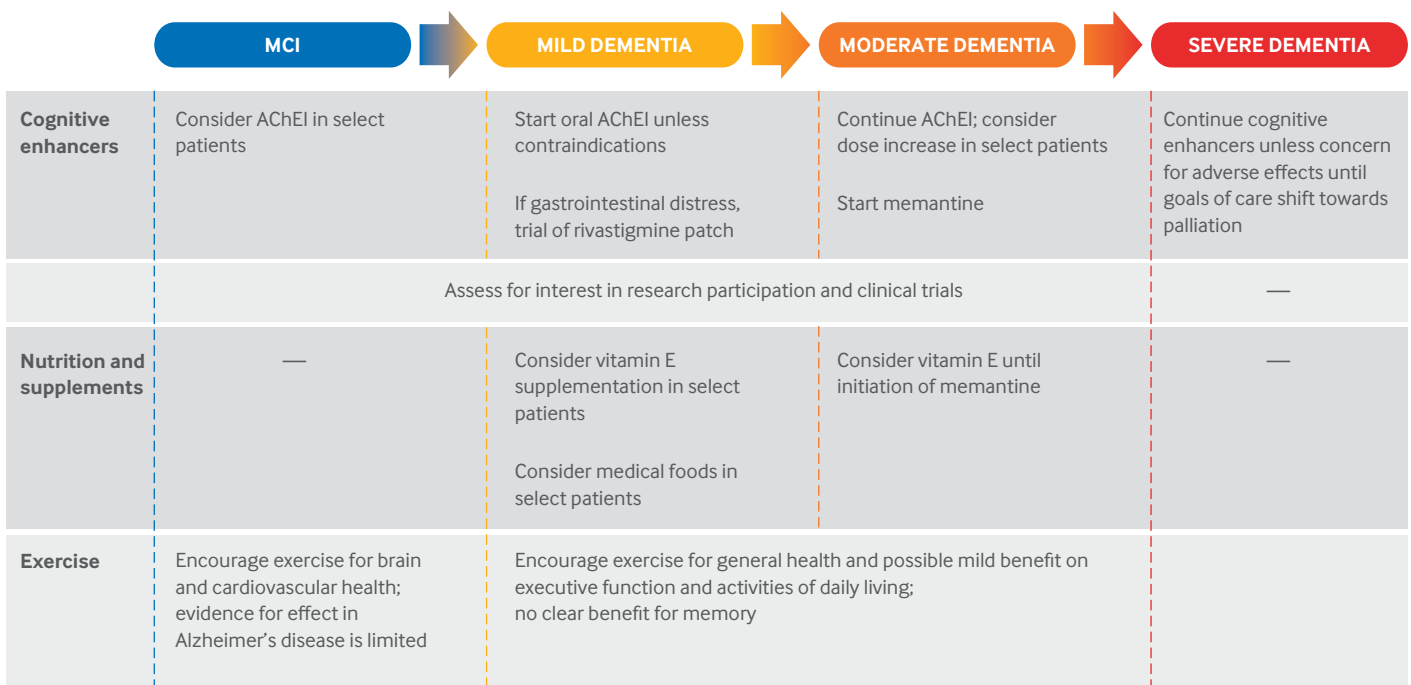 MCI
MILD DEMENTIA
MODERATE DEMENTIA
SEVERE DEMENTIA
Cognitive
enhancers
Consider AChEI in select
patients
Start oral AChEI unless
contraindications
If gastrointestinal distress,
trial of rivastigmine patch
Continue AChEI; consider
dose increase in select patients
Start memantine
Continue cognitive
enhancers unless concern
for adverse effects until
goals of care shift towards
palliation
Assess for interest in research participation and clinical trials
—
Nutrition and
supplements
—
Consider vitamin E
supplementation in select
patients
Consider medical foods in
select patients
Consider vitamin E until
initiation of memantine
—
Exercise
Encourage exercise for brain
and cardiovascular health;
evidence for effect in
Alzheimer's disease is limited
Encourage exercise for general health and possible mild benefit on
executive function and activities of daily living;
no clear benefit for memory